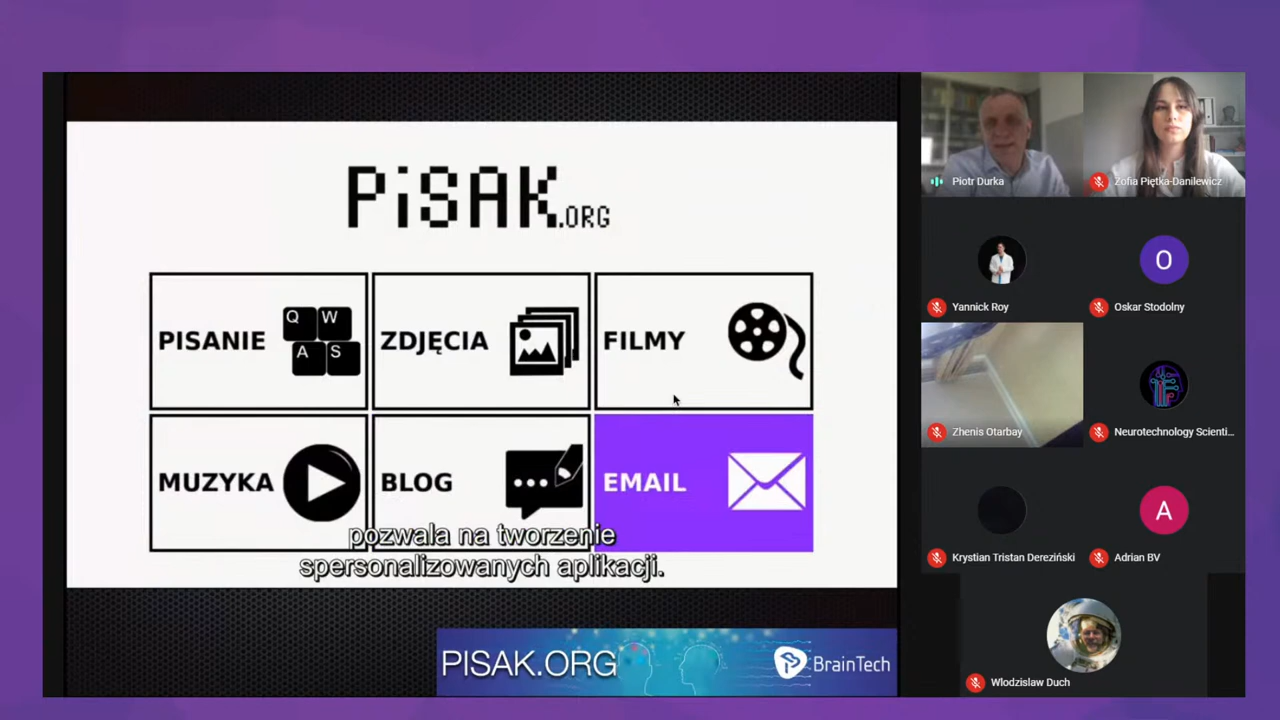 PiSAK.ORG
PISANIE
Q W
A S
ZDJĘCIA
FILMY
MUZYKA
BLOG
EMAIL
pozwala na tworzenie
spersonalizowanych aplikacji.
PISAK.ORG
BrainTech
Piotr Durka
Zofia Piętka-Danilewicz
Yannick Roy
O
Oskar Stodolny
Zhenis Otarbay
Neurotechnology Scienti...
Krystian Tristan Dereziński
A
Adrian BV
Wlodzislaw Duch